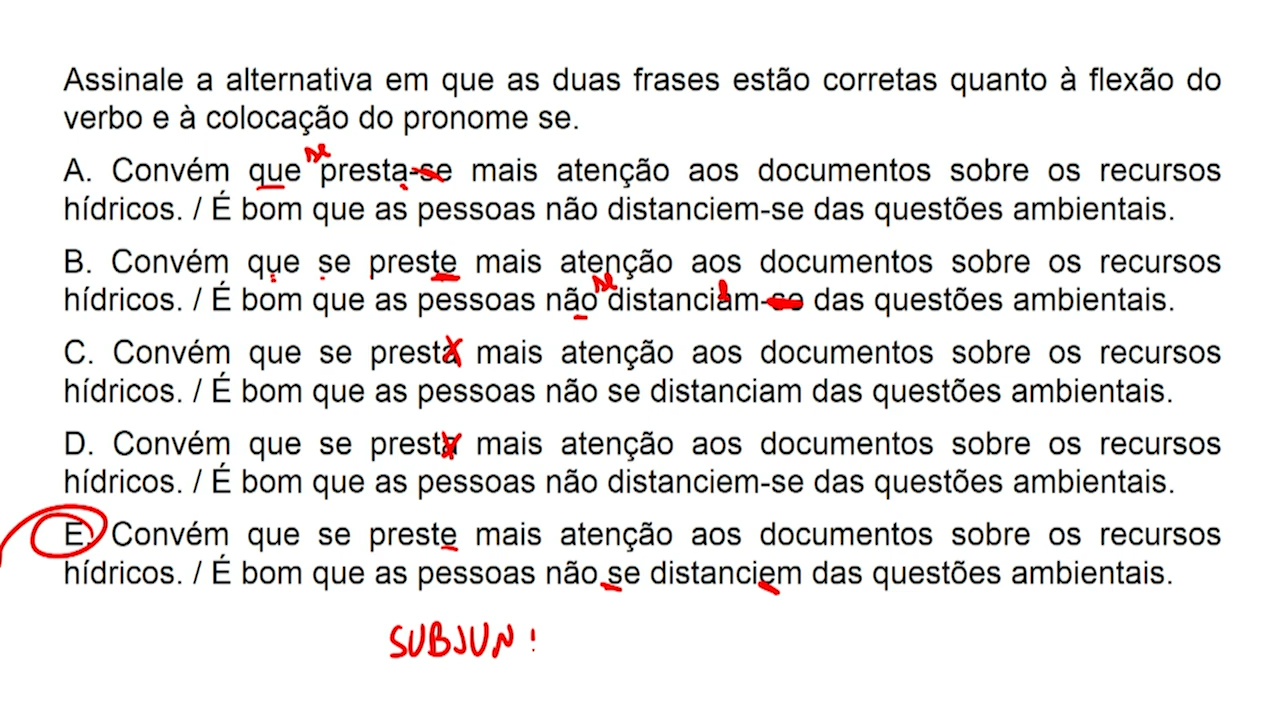 Assinale a alternativa em que as duas frases estão corretas quanto à flexão do
verbo e à colocação do pronome se.
se
A. Convém que presta-se mais atenção aos documentos sobre os recursos
hídricos. / É bom que as pessoas não distanciem-se das questões ambientais.
B. Convém que se preste mais atenção aos documentos sobre os recursos
se
hídricos. / É bom que as pessoas não distanciam-se das questões ambientais.
C. Convém que se presta mais atenção aos documentos sobre os recursos
hídricos. / É bom que as pessoas não se distanciam das questões ambientais.
D. Convém que se presta mais atenção aos documentos sobre os recursos
hídricos. / É bom que as pessoas não distanciem-se das questões ambientais.
E. Convém que se preste mais atenção aos documentos sobre os recursos
hídricos. / É bom que as pessoas não se distanciem das questões ambientais.
SUBJUN